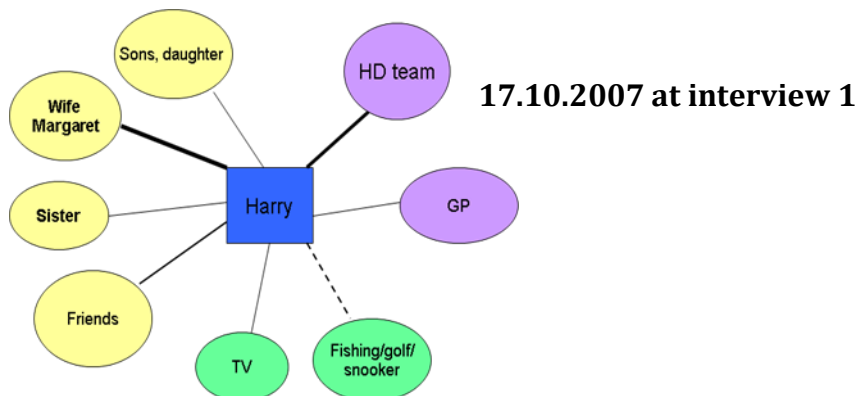 Sons, daughter
HD team
17.10.2007 at interview 1
Wife
Margaret
Harry
GP
Sister
Friends
TV
Fishing/golf/
snooker